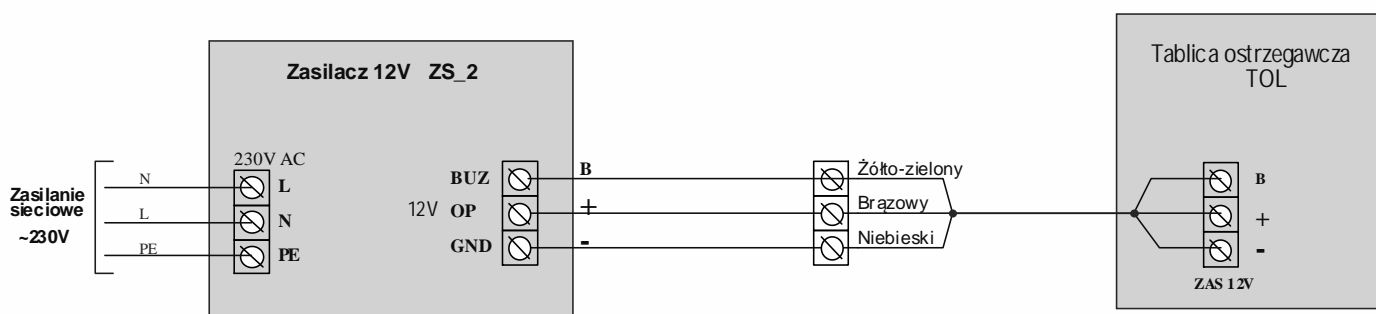 Zasilanie
sieciowe
~230V
N
L
PE
Zasilacz 12V ZS_2
230V AC
L
N
PE
12V
BUZ
OP
GND
B
+
-
Żółto-zielony
Brązowy
Niebieski
Tablica ostrzegawcza
TOL
B
+
-
ZAS 12V